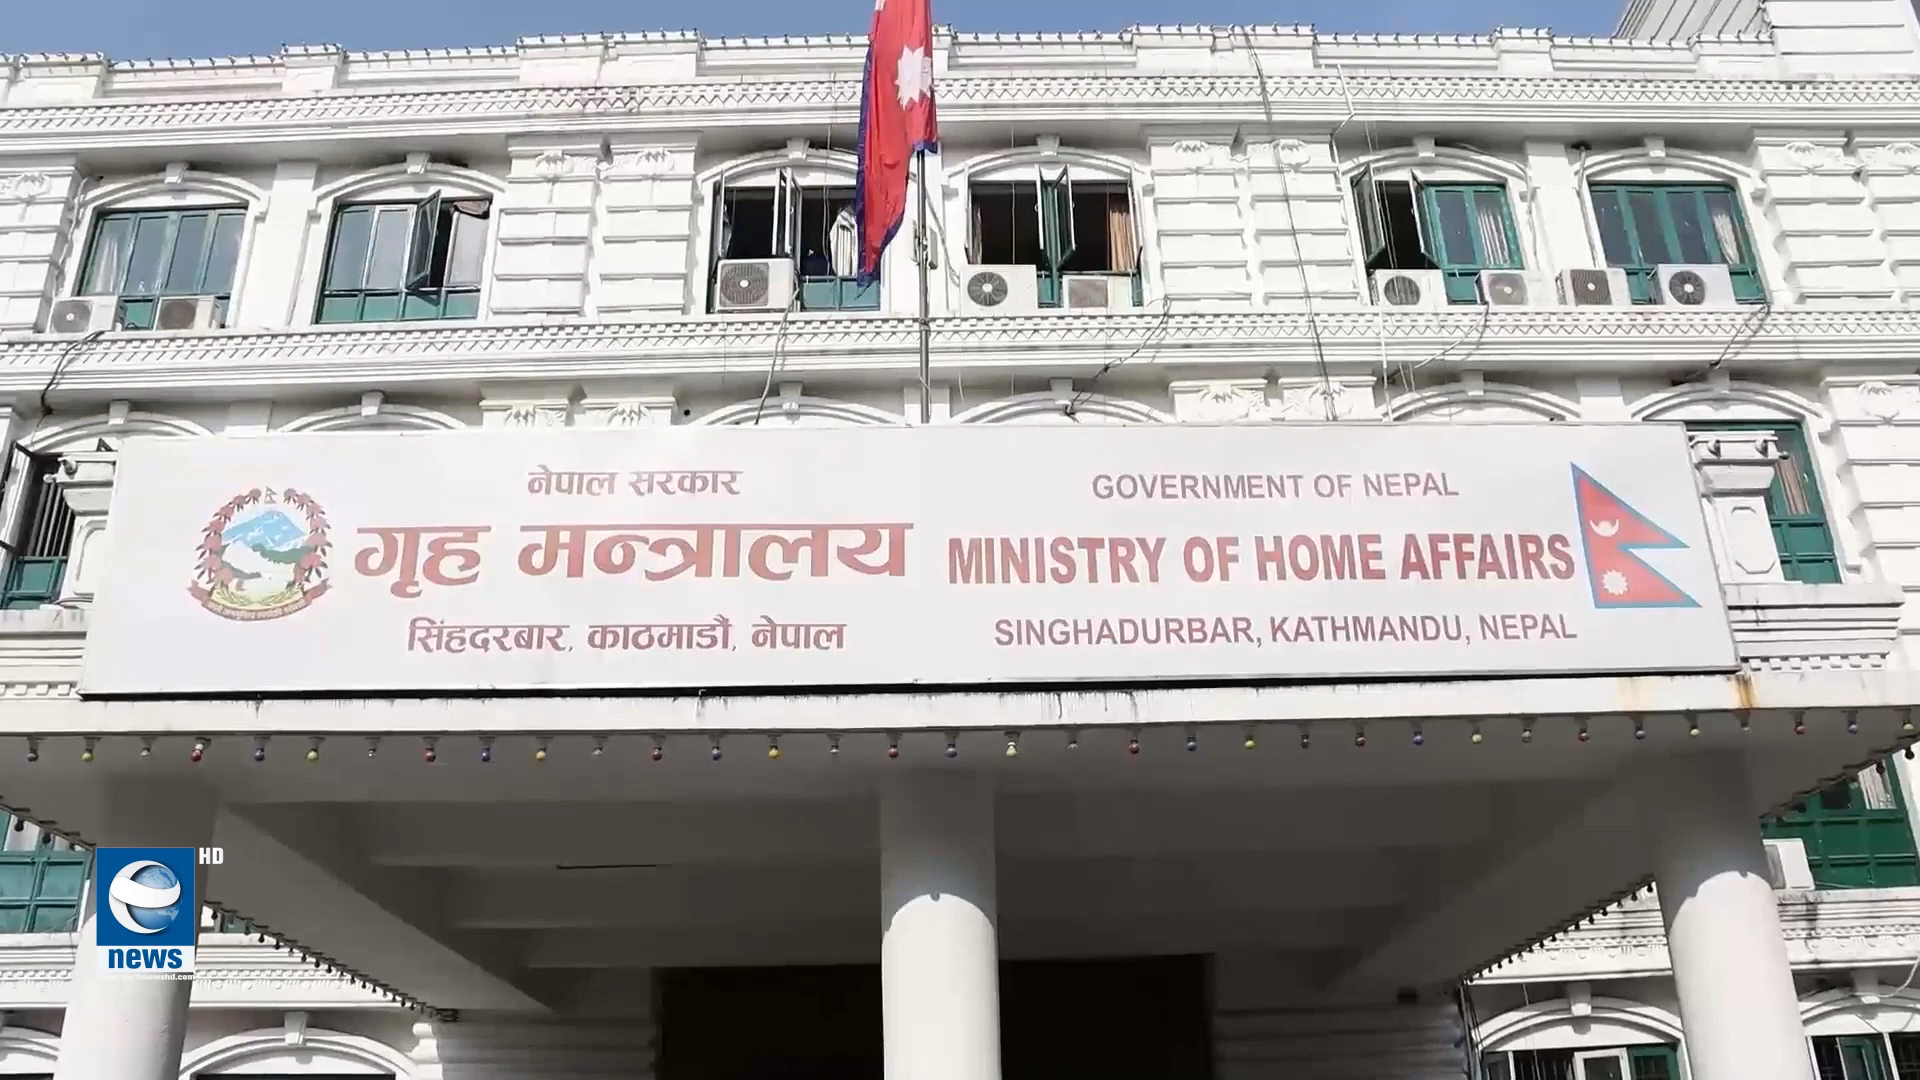 नेपाल सरकार
गृह मन्त्रालय
सिंहदरबार, काठमाडौं, नेपाल
GOVERNMENT OF NEPAL
MINISTRY OF HOME AFFAIRS
SINGHADURBAR, KATHMANDU, NEPAL
HD
e
news